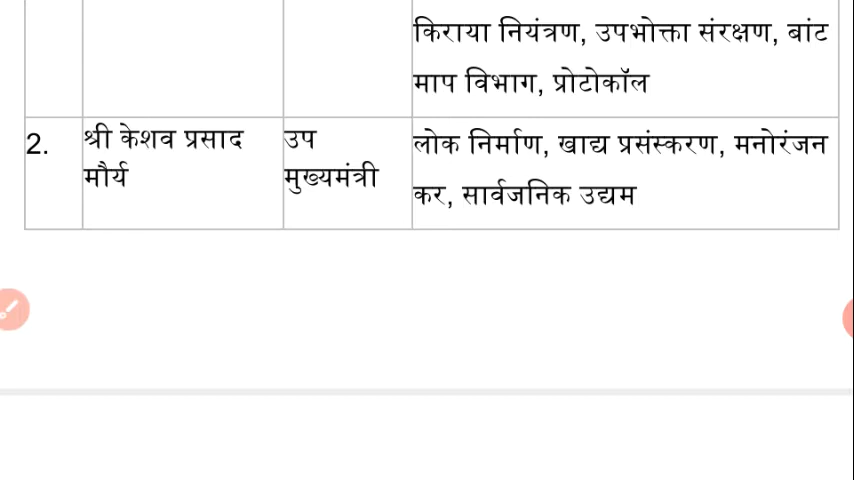 किराया नियंत्रण, उपभोक्ता संरक्षण, बांट
माप विभाग, प्रोटोकॉल
2.
श्री केशव प्रसाद
मौर्य
उप
मुख्यमंत्री
लोक निर्माण, खाद्य प्रसंस्करण, मनोरंजन
कर, सार्वजनिक उद्यम